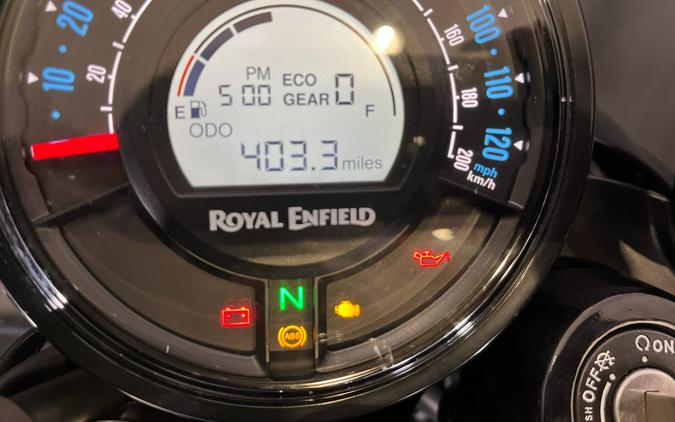 40
20
20
10
PM
5 00
ECO
GEAR 0
E
F
ODO
403.3 miles
100
160
110
180
120
200
mph
km/h
ROYAL ENFIELD
N
ABS
ON
OFF
SH